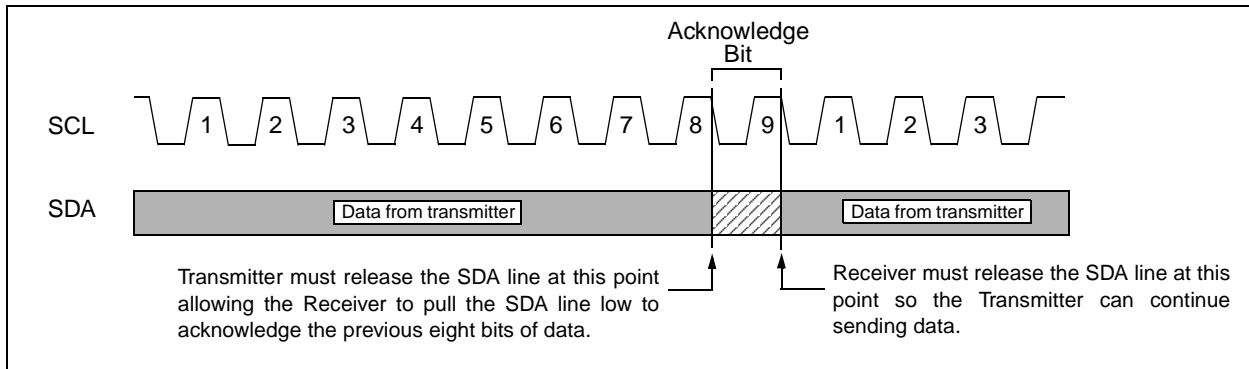 Acknowledge
Bit
SCL
1 2 3 4 5 6 7 8 9 1 2 3
SDA
Data from transmitter
Data from transmitter
Transmitter must release the SDA line at this point
allowing the Receiver to pull the SDA line low to
acknowledge the previous eight bits of data.
Receiver must release the SDA line at this
point so the Transmitter can continue
sending data.